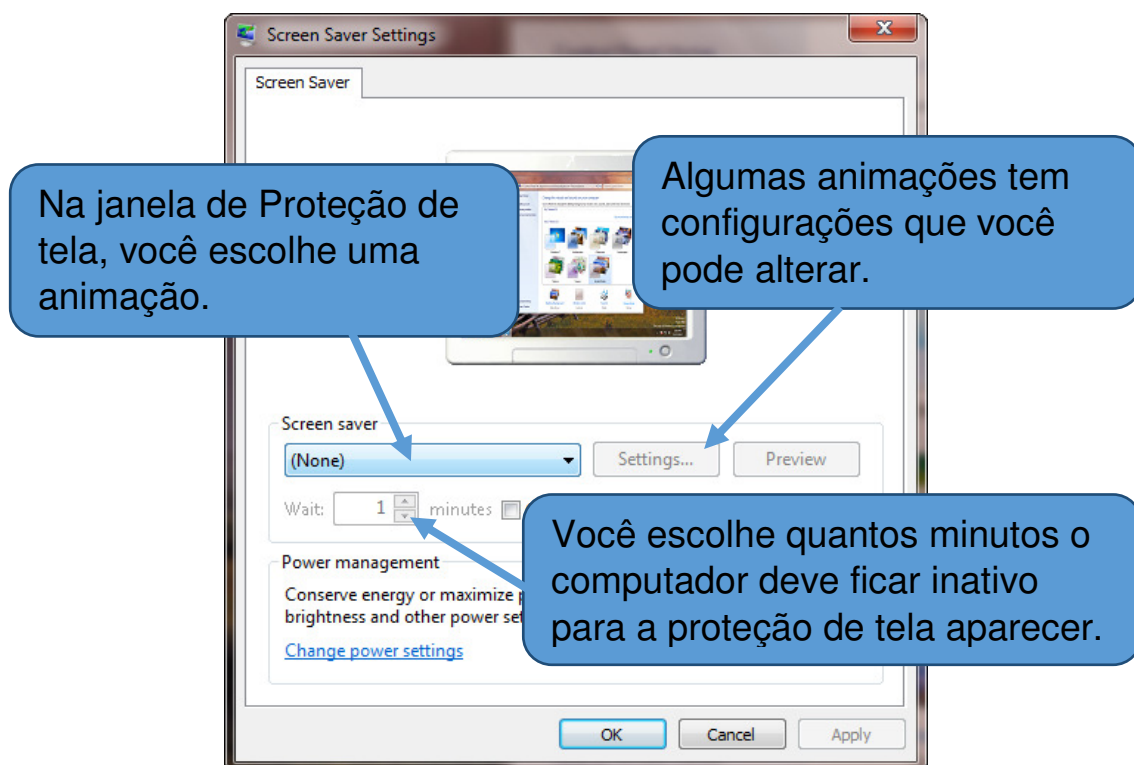 Screen Saver Settings
Screen Saver
Na janela de Proteção de
tela, você escolhe uma
animação.
Algumas animações tem
configurações que você
pode alterar.
Screen saver
(None)
Settings...
Preview
Wait:
1
minutes
Você escolhe quantos minutos o
computador deve ficar inativo
para a proteção de tela aparecer.
Power management
Conserve energy or maximize
brightness and other power
Change power settings
OK
Cancel
Apply